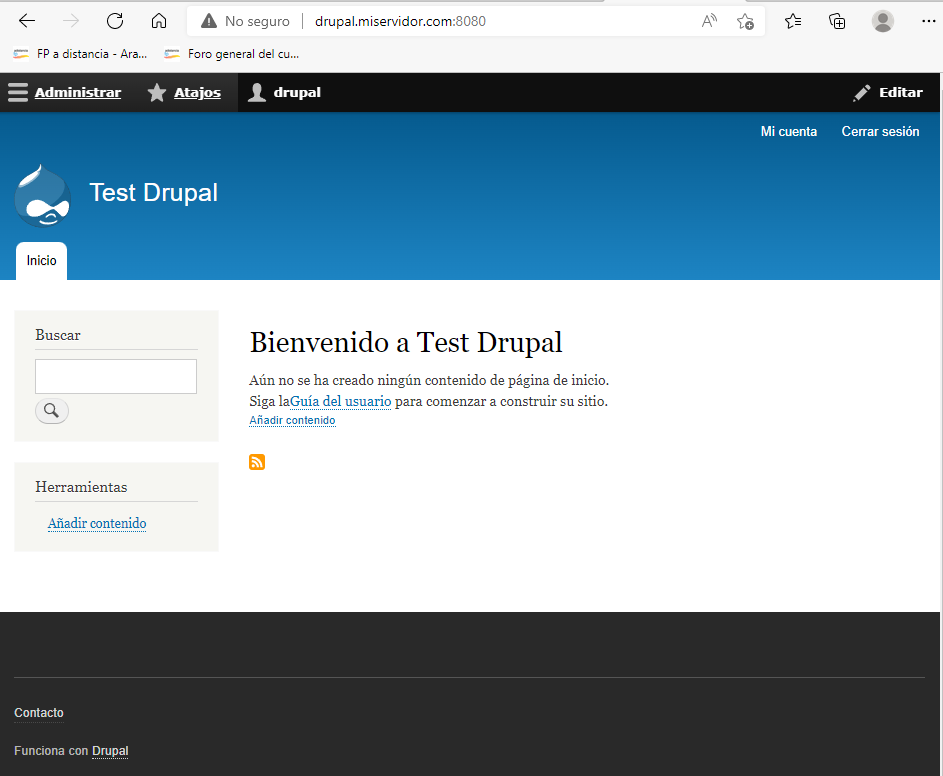 No seguro
drupal.miservidor.com:8080
FP a distancia - Ara...
Foro general del cu...
Administrar
Atajos
drupal
Editar
Mi cuenta
Cerrar sesión
Test Drupal
Inicio
Buscar
Bienvenido a Test Drupal
Aún no se ha creado ningún contenido de página de inicio.
Siga laGuía del usuario para comenzar a construir su sitio.
Añadir contenido
Herramientas
Añadir contenido
Contacto
Funciona con Drupal